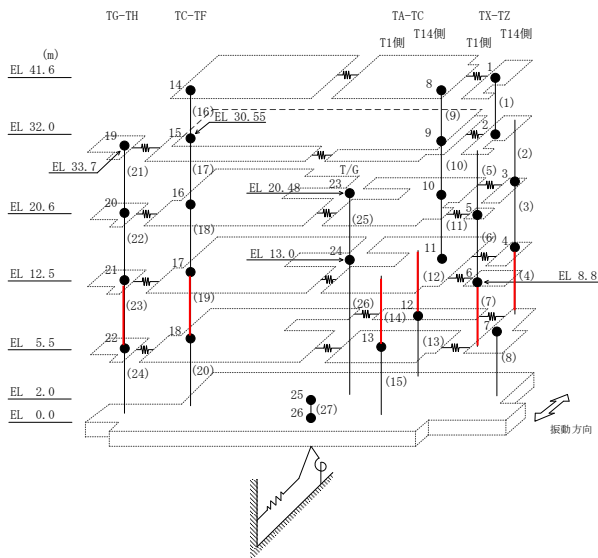 TG-TH
TC-TF
TA-TC
TX-TZ
T1側
T14側
T1側
T14側
(m)
EL 41.6
14
8
1
(16)
(9)
(1)
EL 30.55
EL 32.0
19
15
9
2
EL 33.7
(21)
(17)
(10)
(2)
T/G
16
EL 20.48
23
10
(5)
3
20
(25)
(11)
5
(3)
EL 20.6
(22)
(18)
(6)
17
EL 13.0
24
11
4
21
(12)
6
(4)
EL 8.8
EL 12.5
(23)
(19)
(26)
12
(7)
(14)
7
22
18
13
(13)
(8)
EL 5.5
(24)
(20)
(15)
EL 2.0
25
(27)
EL 0.0
26
振動方向